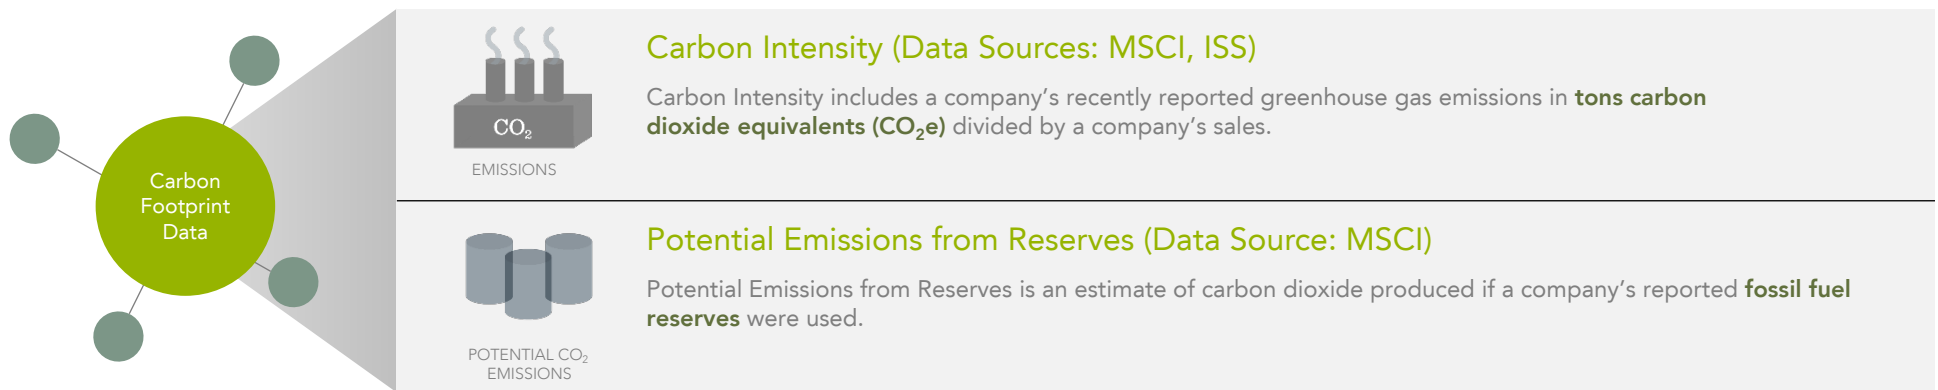 Carbon
Footprint
Data
CO₂
EMISSIONS
Carbon Intensity (Data Sources: MSCI, ISS)
Carbon Intensity includes a company’s recently reported greenhouse gas emissions in tons carbon
dioxide equivalents (CO₂e) divided by a company’s sales.
POTENTIAL CO₂
EMISSIONS
Potential Emissions from Reserves (Data Source: MSCI)
Potential Emissions from Reserves is an estimate of carbon dioxide produced if a company’s reported fossil fuel
reserves were used.